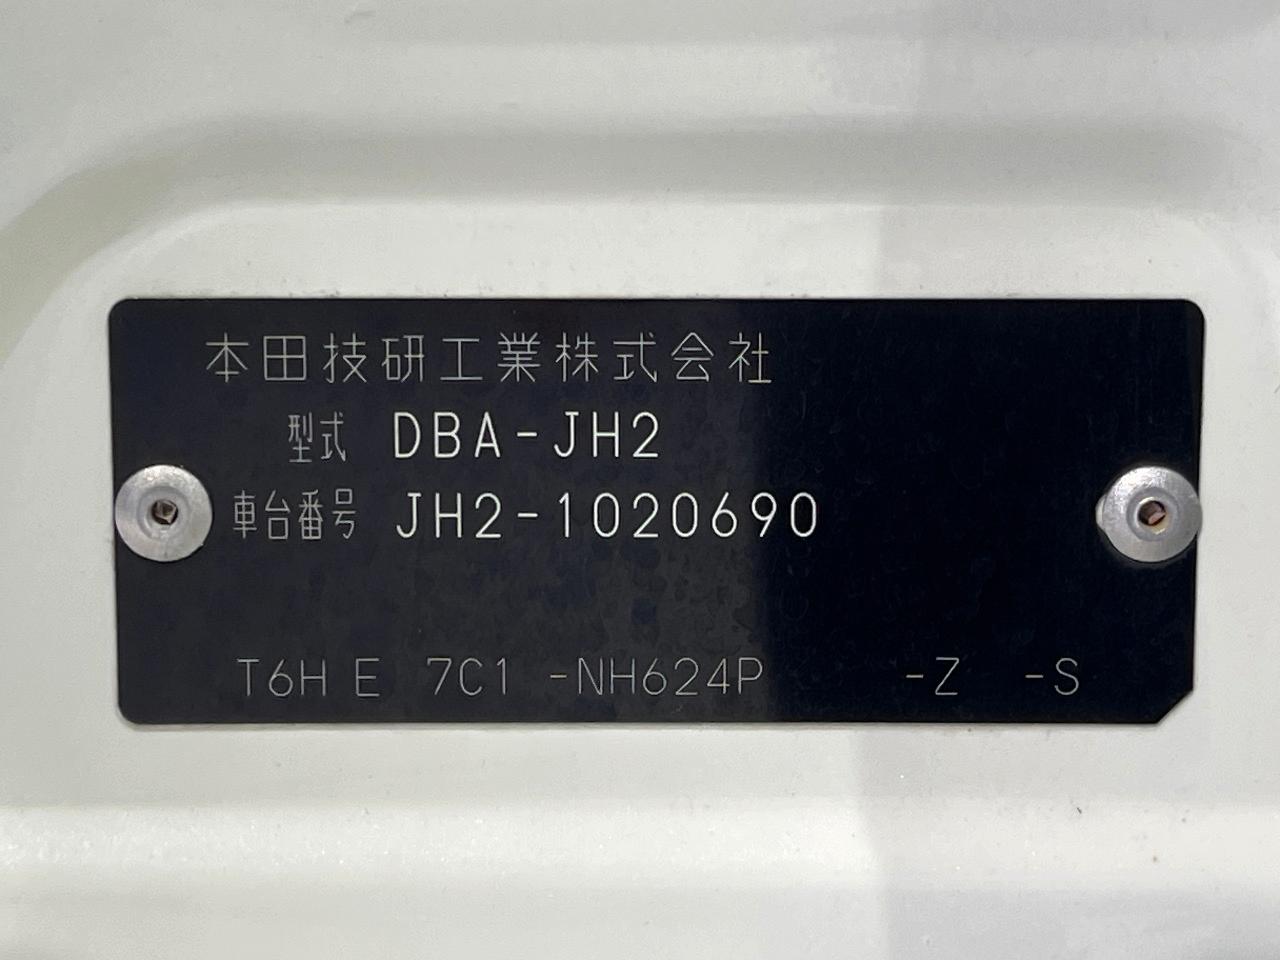 本田技研工業株式会社
型式 DBA-JH2
車台番号 JH2-1020690
T6H E 7C1 -NH624P -Z -S